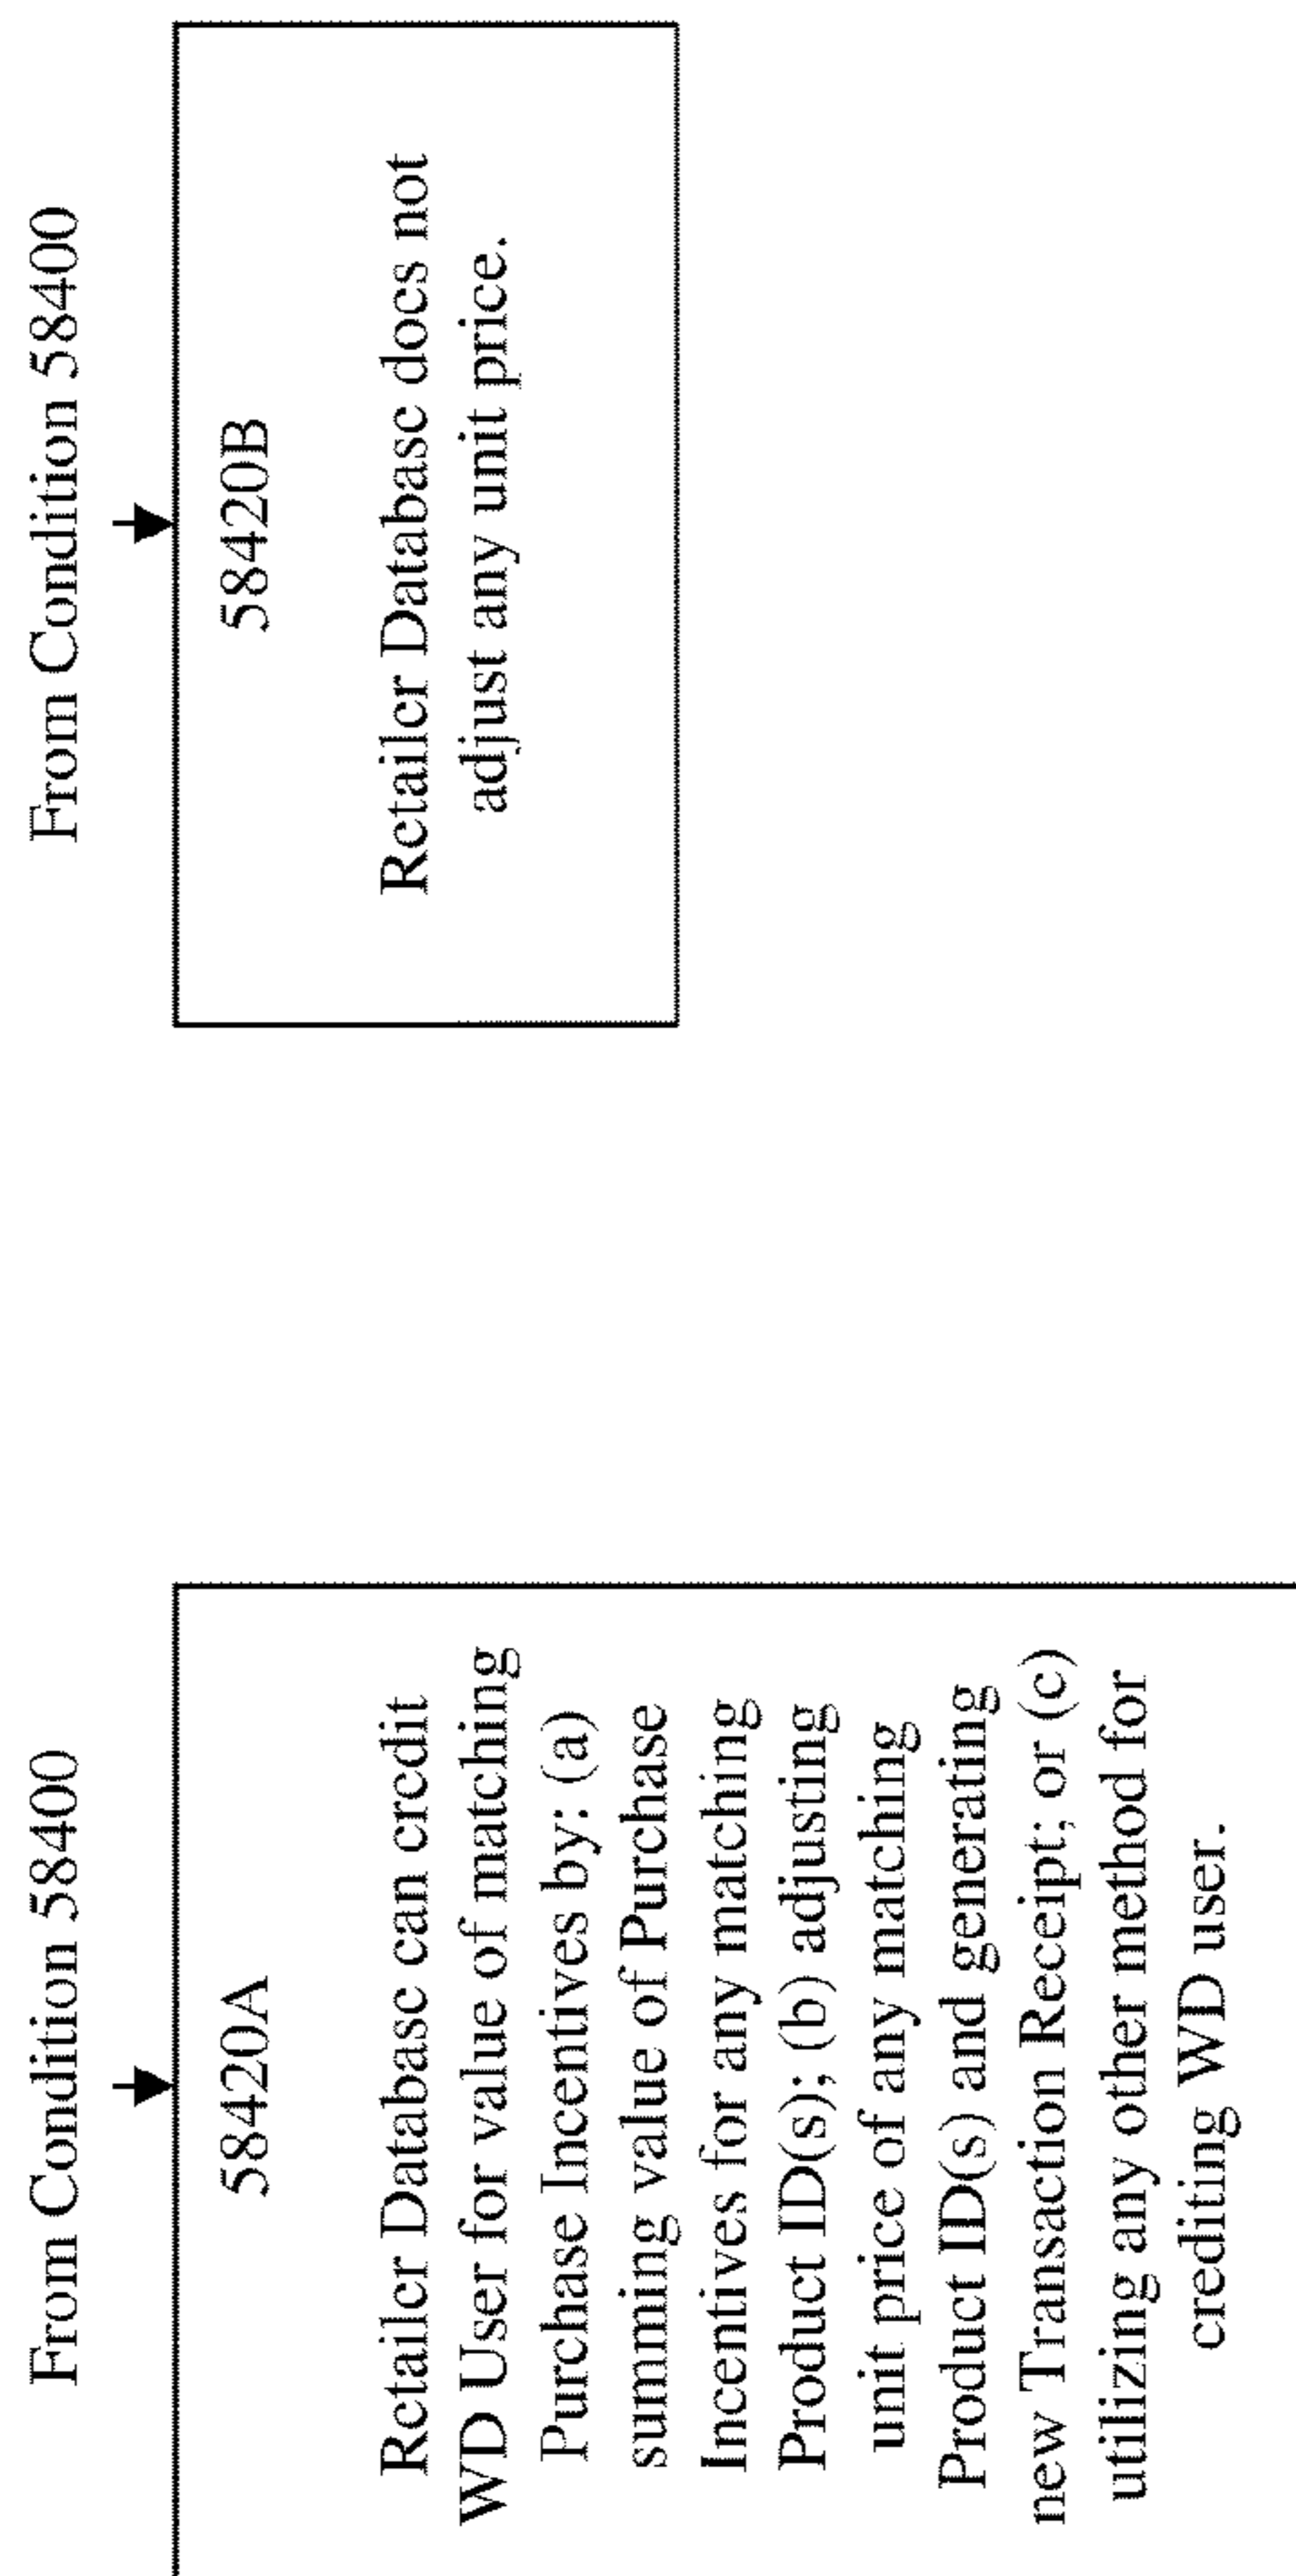 From Condition 58400
58420A
Retailer Database can credit
WD User for value of matching
Purchase Incentives by: (a)
summing value of Purchase
Incentives for any matching
Product ID(s); (b) adjusting
unit price of any matching
Product ID(s) and generating
new Transaction Receipt; or (c)
utilizing any other method for
crediting WD user.
From Condition 58400
58420B
Retailer Database does not
adjust any unit price.